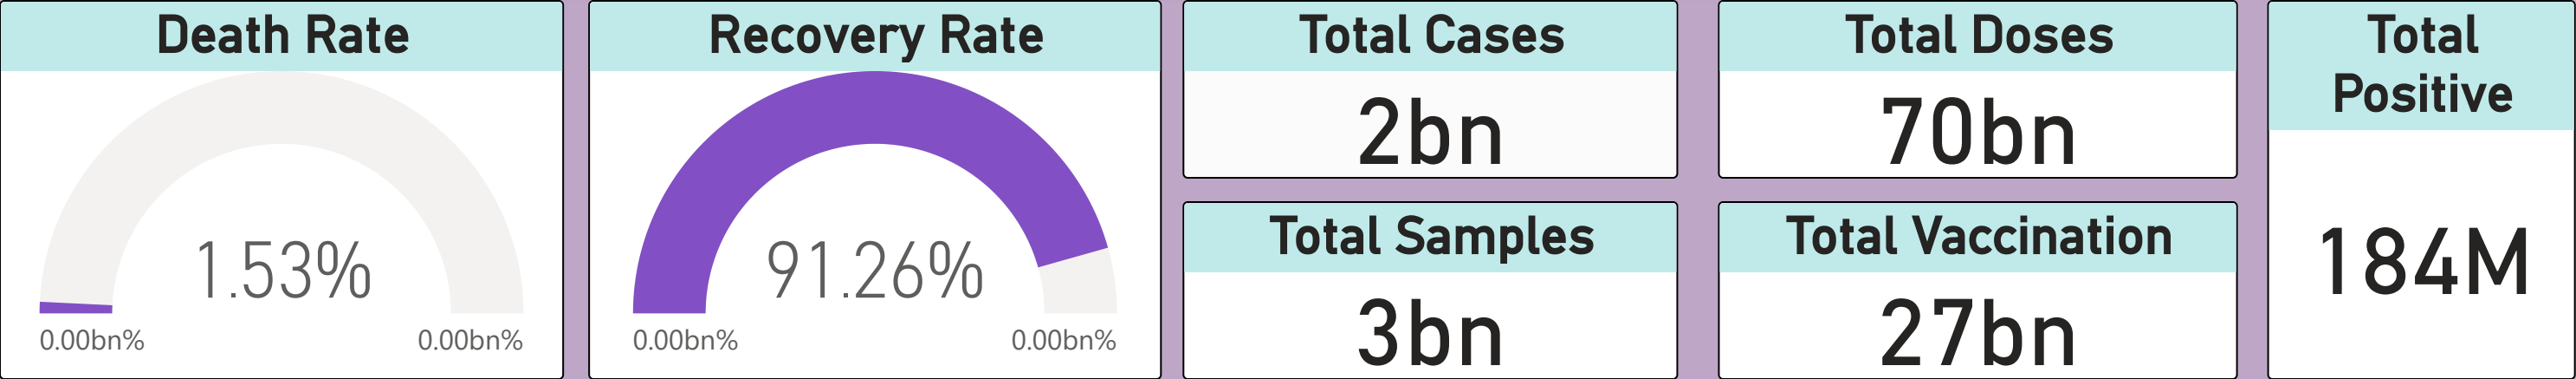 Death Rate
1.53%
0.00bn%
0.00bn%
Recovery Rate
91.26%
0.00bn%
0.00bn%
Total Cases
2bn
Total Samples
3bn
Total Doses
70bn
Total Vaccination
27bn
Total
Positive
184M